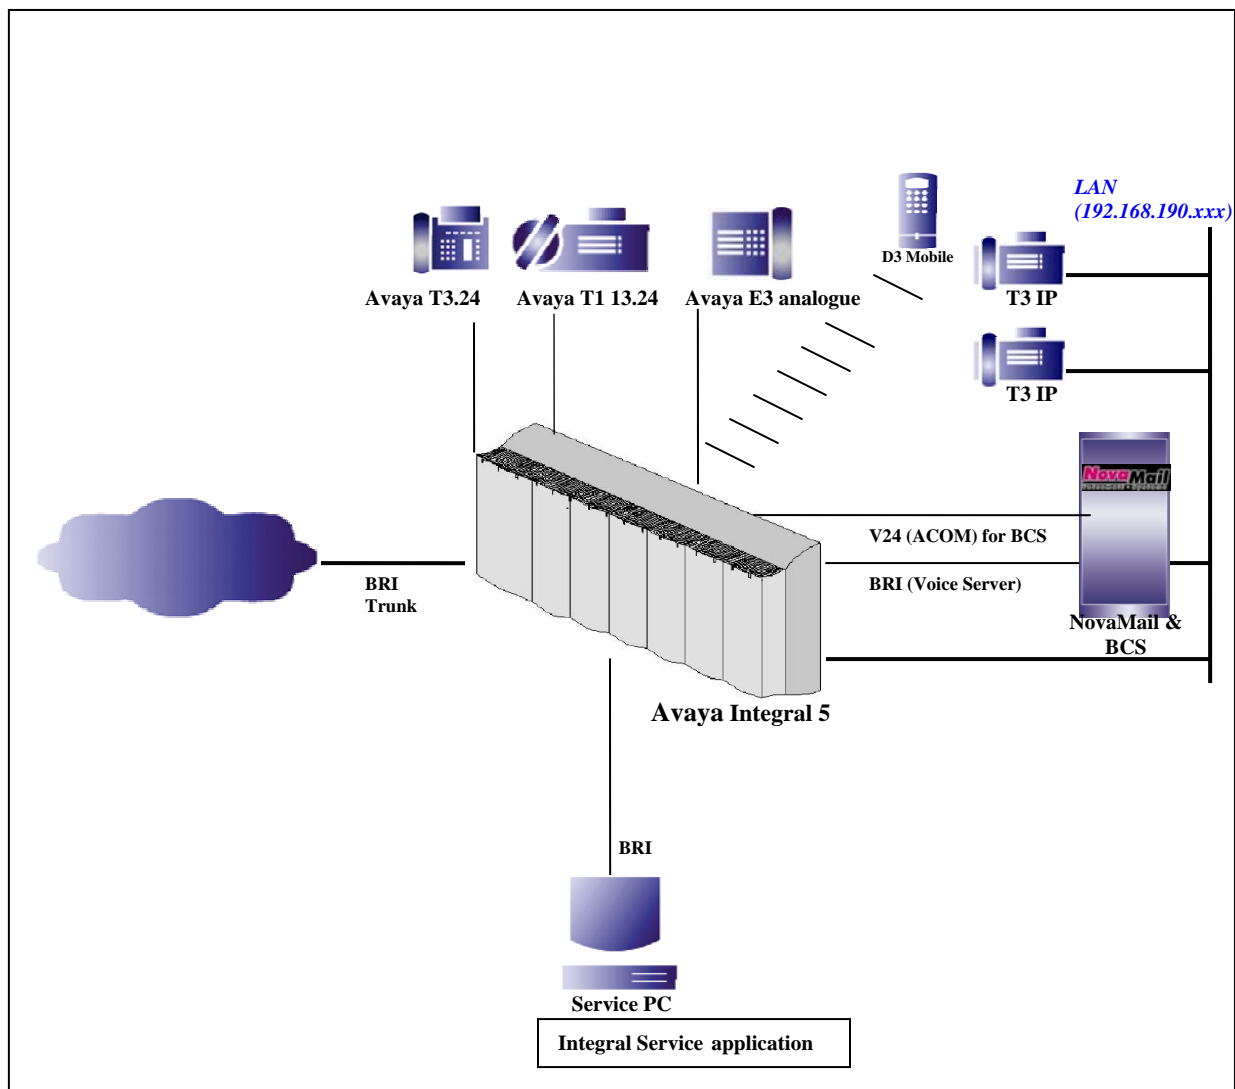 LAN
(192.168.190.xxx)
D3 Mobile
Avaya T3.24
Avaya T1 13.24
Avaya E3 analogue
T3 IP
T3 IP
NovaMail
V24 (ACOM) for BCS
BRI
Trunk
BRI (Voice Server)
NovaMail &
BCS
Avaya Integral 5
BRI
Service PC
Integral Service application